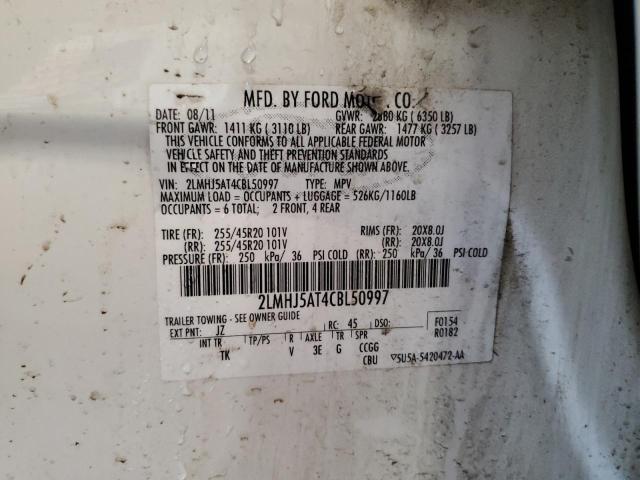 MFD. BY FORD MOTOR CO.
DATE: 08/11 GVWR: 2880 KG ( 6350 LB)
FRONT GAWR: 1411 KG ( 3110 LB) REAR GAWR: 1477 KG ( 3257 LB)
THIS VEHICLE CONFORMS TO ALL APPLICABLE FEDERAL MOTOR
VEHICLE SAFETY AND THEFT PREVENTION STANDARDS
IN EFFECT ON THE DATE OF MANUFACTURE SHOWN ABOVE.
VIN: 2LMHJ5AT4CBL50997 TYPE: MPV
MAXIMUM LOAD = OCCUPANTS + LUGGAGE = 526KG/1160LB
OCCUPANTS = 6 TOTAL; 2 FRONT, 4 REAR
TIRE (FR): 255/45R20 101V RIMS (FR): 20X8.0J
(RR): 255/45R20 101V (RR): 20X8.0J
PRESSURE (FR): 250 kPa/ 36 PSI COLD (RR): 250 kPa/ 36 PSI COLD
2LMHJ5AT4CBL50997
TRAILER TOWING - SEE OWNER GUIDE
EXT PNT: JZ RC: 45 DSO: F0154
R0182
INT TR TP/PS R AXLE TR SPR
TK V 3E G CCGG
CBU 5U5A-5420472-AA